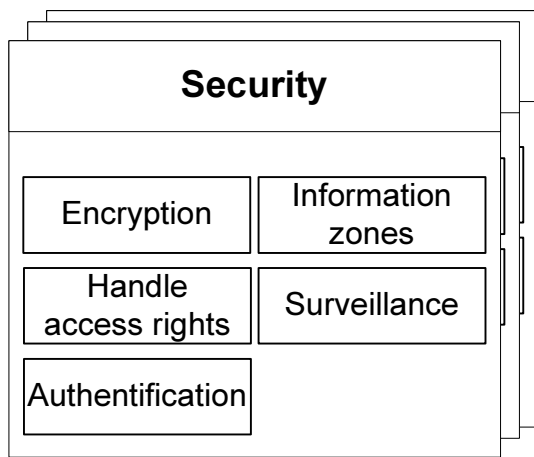 Security
Encryption
Information
zones
Handle
access rights
Surveillance
Authentification